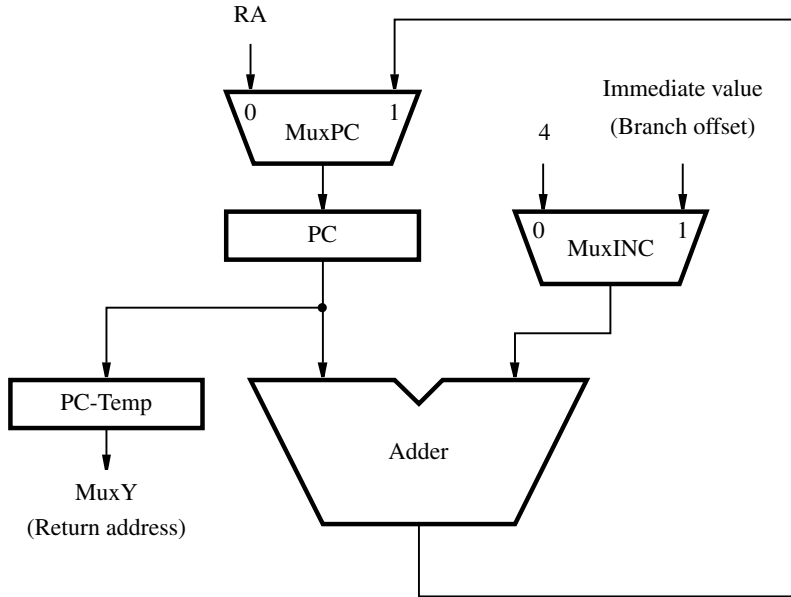 RA
0
1
MuxPC
Immediate value
(Branch offset)
4
PC
0
1
MuxINC
PC-Temp
Adder
MuxY
(Return address)